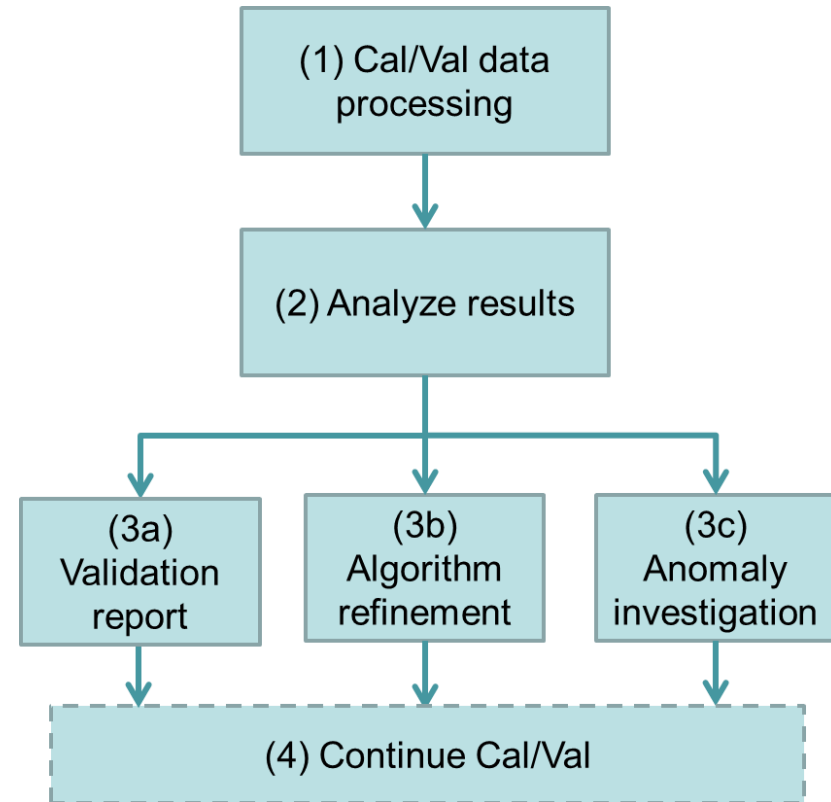 (1) Cal/Val data
processing
(2) Analyze results
(3a)
Validation
report
(3b)
Algorithm
refinement
(3c)
Anomaly
investigation
(4) Continue Cal/Val